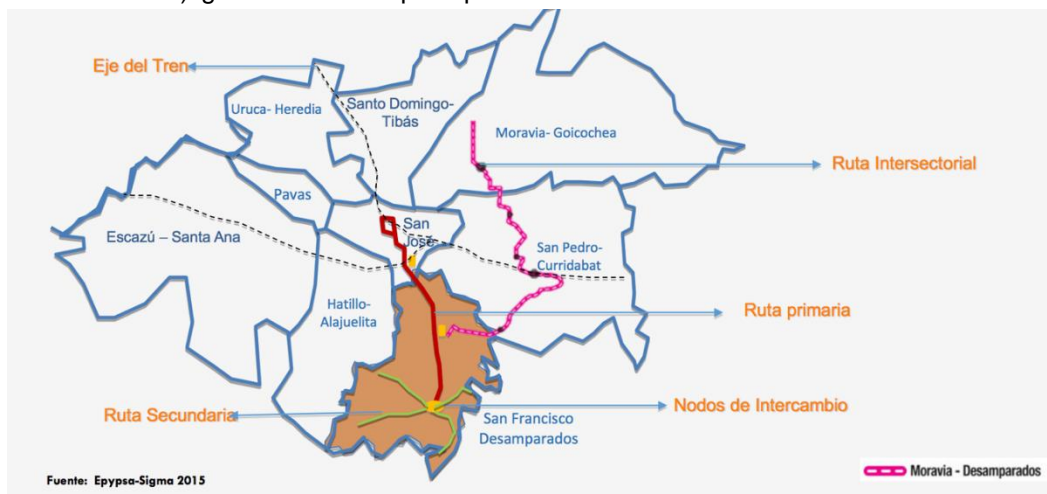 Eje del Tren
Uruca- Heredia
Santo Domingo-
Tibás
Moravia- Goicochea
Ruta Intersectorial
Pavas
San
José
San Pedro-
Curridabat
Escazú – Santa Ana
Hatillo-
Alajuelita
Ruta primaria
Ruta Secundaria
San Francisco
Desamparados
Nodos de Intercambio
Fuente: Epypsa-Sigma 2015
Moravia - Desamparados